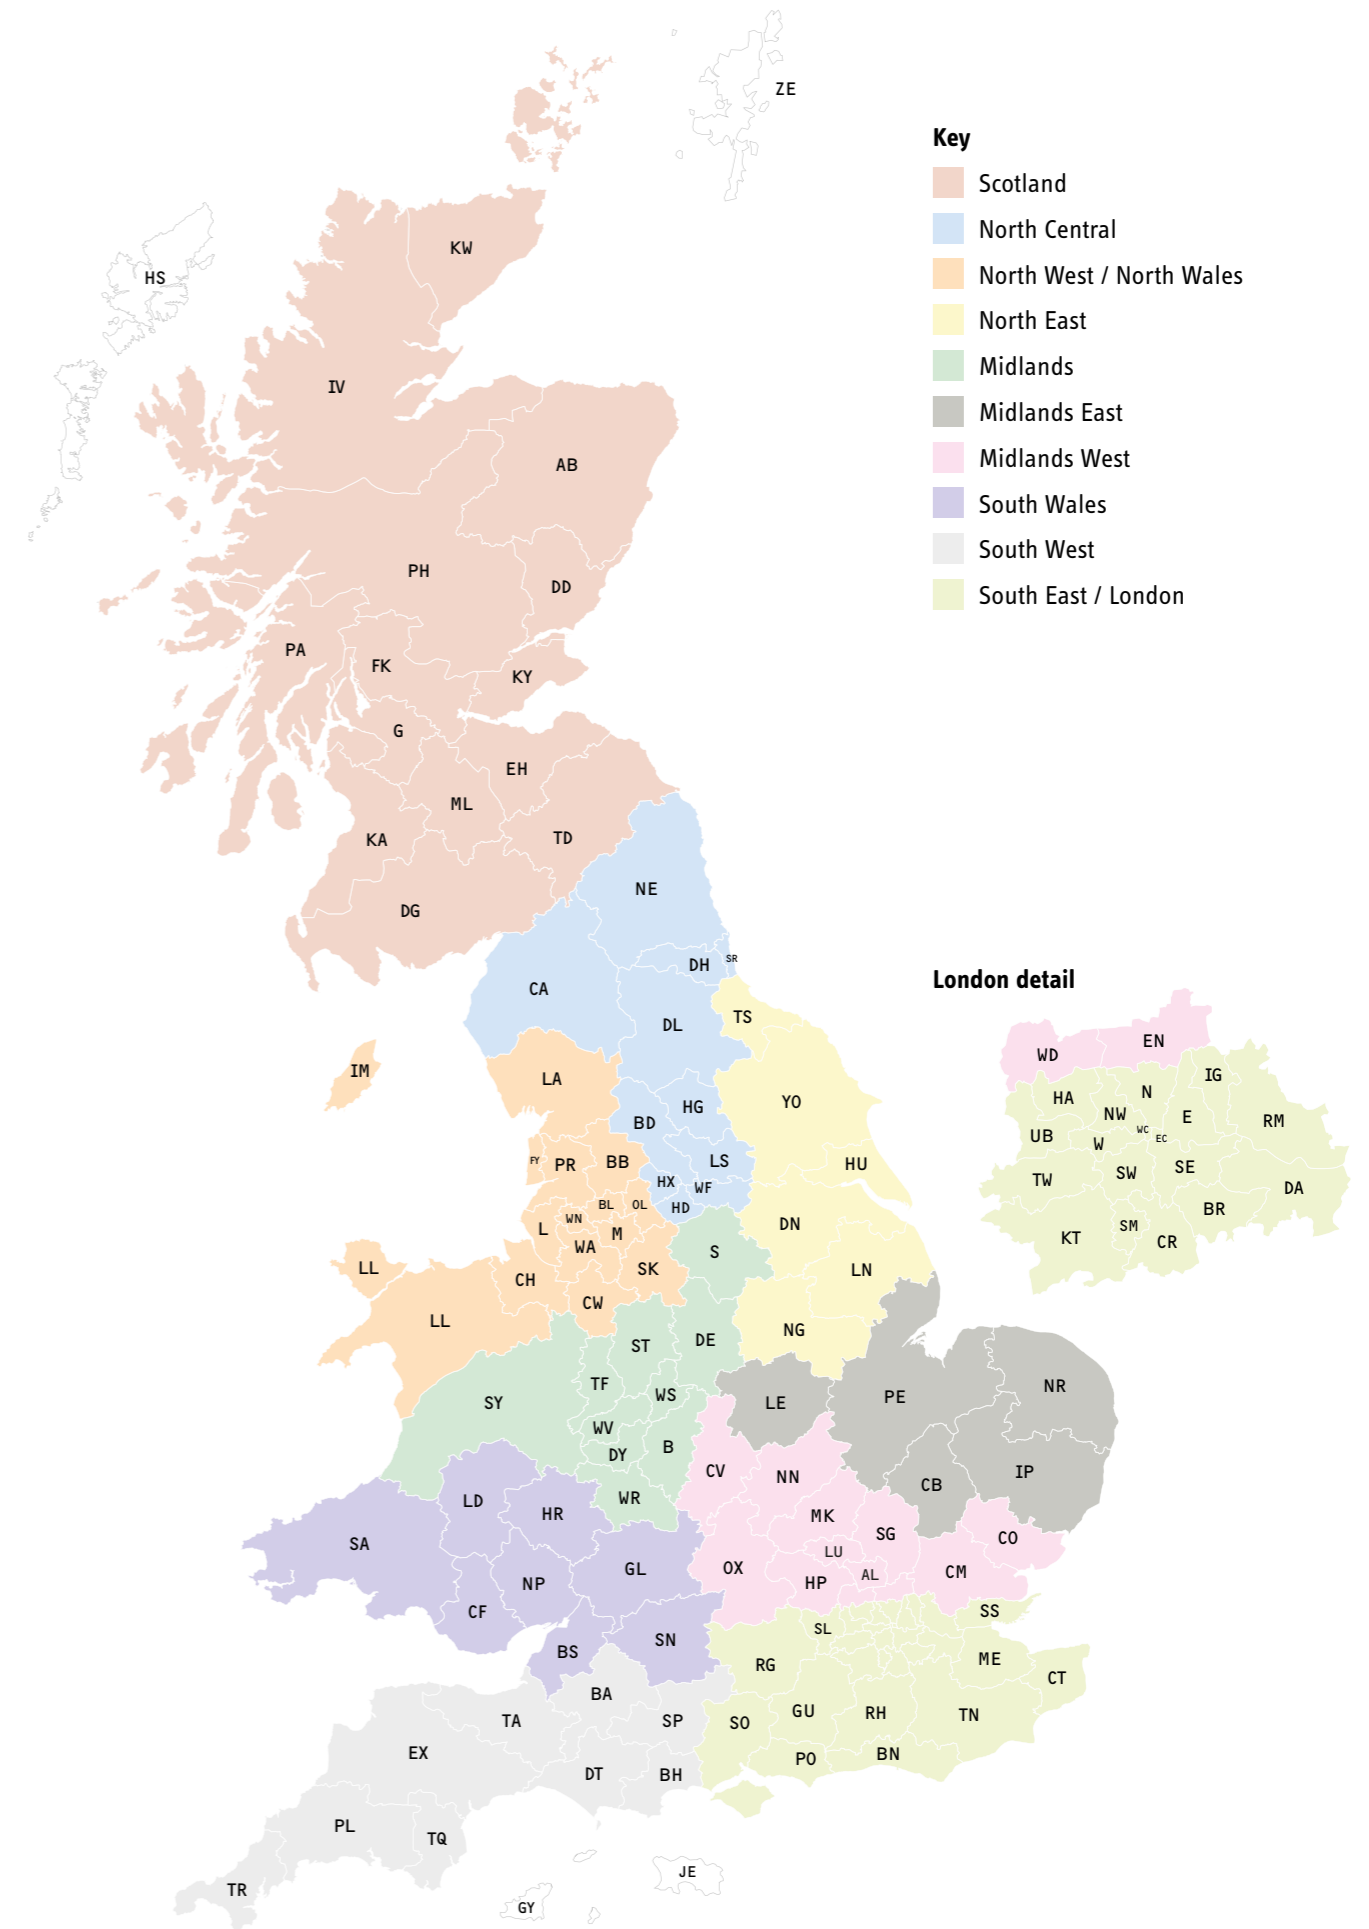 ZE
Key
Scotland
North Central
North West / North Wales
North East
Midlands
Midlands East
Midlands West
South Wales
South West
South East / London
HS
KW
IV
AB
PH
DD
PA
FK
KY
G
EH
ML
KA
TD
DG
NE
DH
SR
CA
DL
TS
IM
LA
HG
YO
BD
FY
PR
BB
LS
HU
HX
WF
HD
BL
OL
WN
L
M
WA
DN
S
LL
CH
SK
LN
CW
LL
ST
DE
NG
SY
TF
WS
LE
PE
NR
WV
DY
B
CV
NN
CB
IP
WR
LD
HR
MK
SG
CO
SA
LU
NP
GL
OX
HP
AL
CM
CF
SS
SL
BS
SN
RG
ME
CT
BA
TA
SP
SO
GU
RH
TN
EX
DT
BH
PO
BN
PL
TQ
TR
GY
JE
London detail
WD
EN
HA
N
IG
NW
E
RM
UB
W
WC
EC
TW
SW
SE
DA
BR
KT
SM
CR